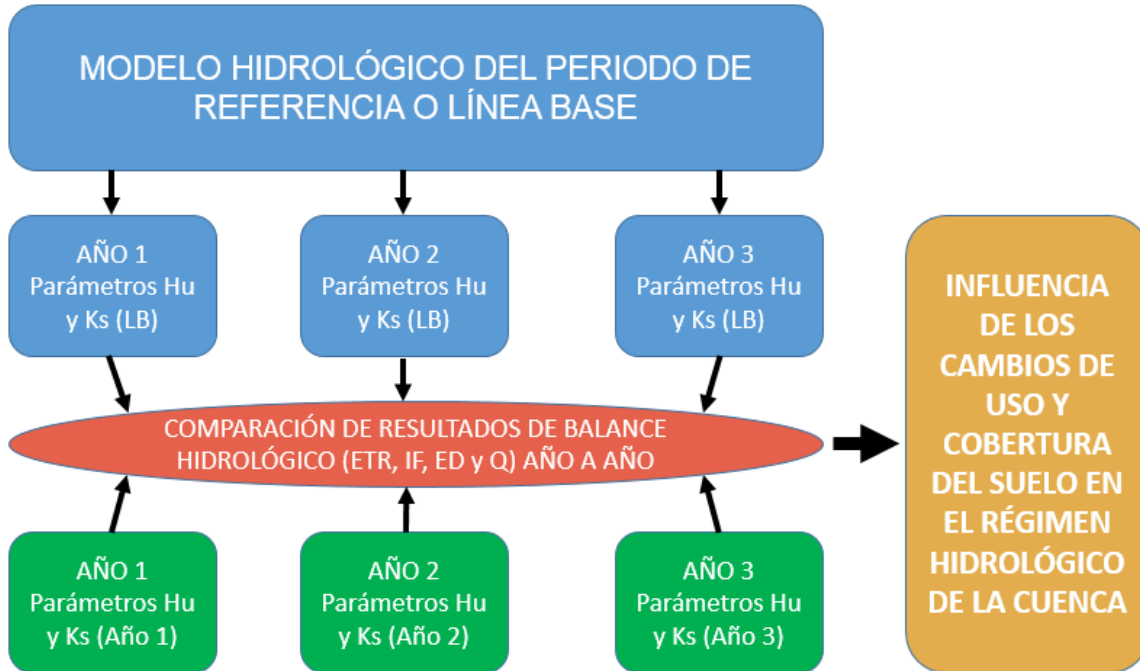 MODELO HIDROLÓGICO DEL PERIODO DE
REFERENCIA O LÍNEA BASE
AÑO 1
Parámetros Hu
y Ks (LB)
AÑO 2
Parámetros Hu
y Ks (LB)
AÑO 3
Parámetros Hu
y Ks (LB)
COMPARACIÓN DE RESULTADOS DE BALANCE
HIDROLÓGICO (ETR, IF, ED y Q) AÑO A AÑO
AÑO 1
Parámetros Hu
y Ks (Año 1)
AÑO 2
Parámetros Hu
y Ks (Año 2)
AÑO 3
Parámetros Hu
y Ks (Año 3)
INFLUENCIA
DE LOS
CAMBIOS DE
USO Y
COBERTURA
DEL SUELO EN
EL RÉGIMEN
HIDROLÓGICO
DE LA CUENCA